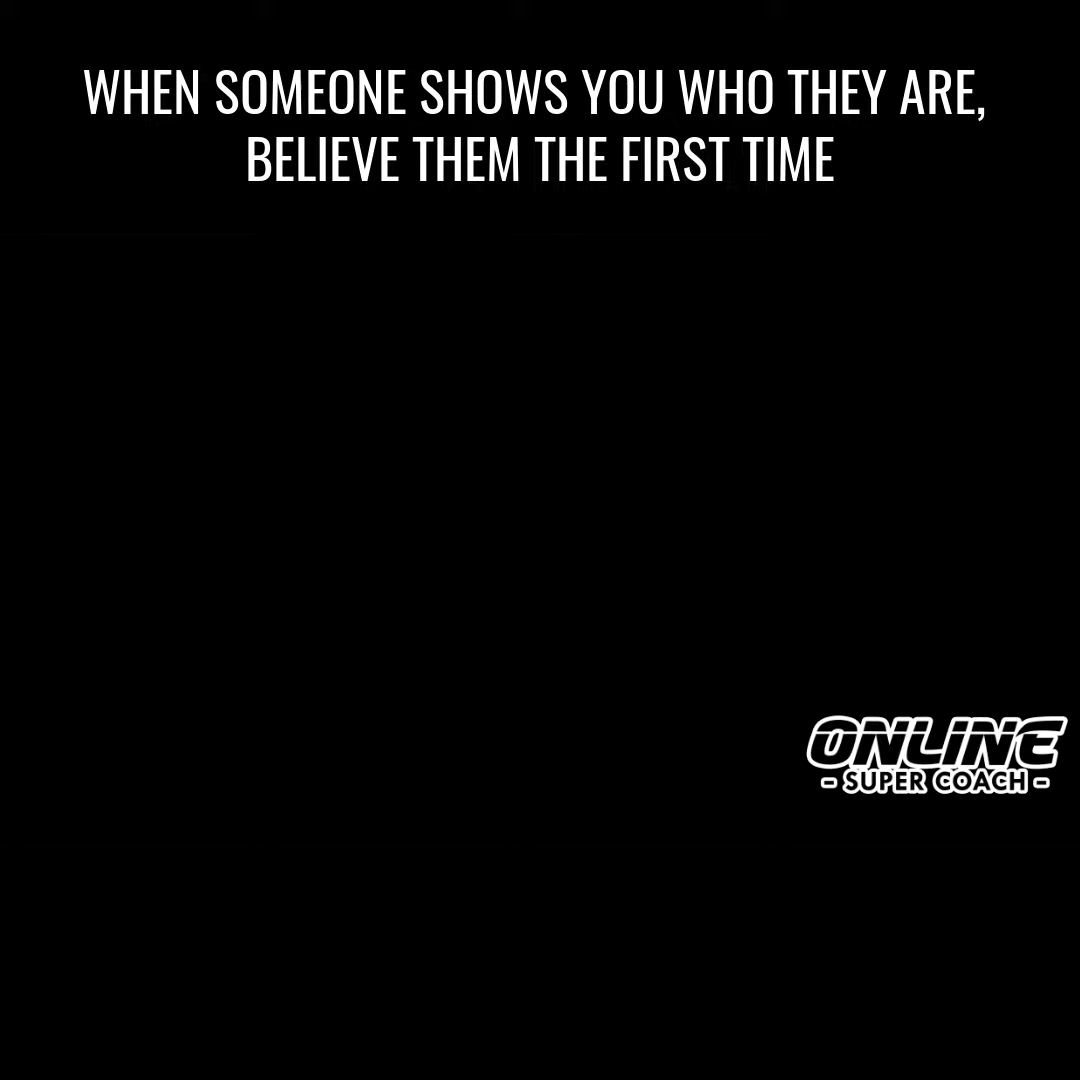 WHEN SOMEONE SHOWS YOU WHO THEY ARE,
BELIEVE THEM THE FIRST TIME
ONLINE
- SUPER COACH -